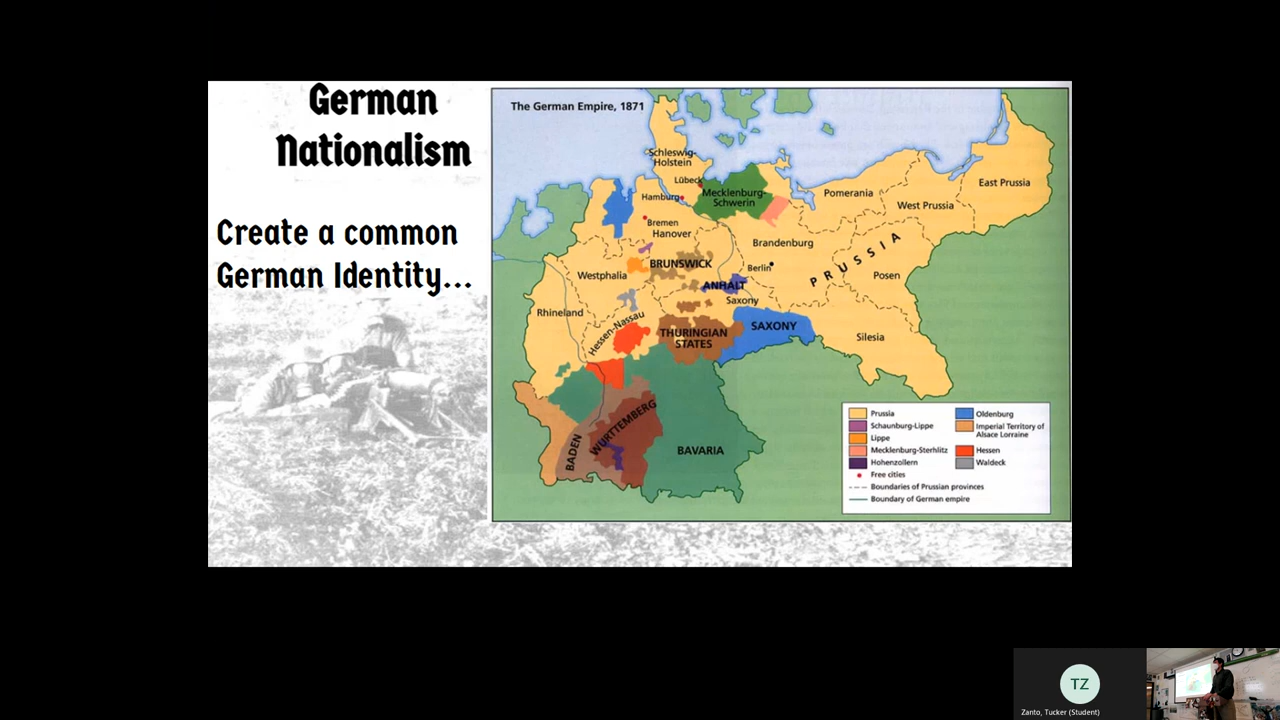 German
Nationalism
Create a common
German Identity...
The German Empire, 1871
Schleswig-
Holstein
Lübeck
Hamburg
Mecklenburg-
Schwerin
Pomerania
East Prussia
West Prussia
Bremen
Hanover
Brandenburg
Berlin
PRUSSIA
Posen
Westphalia
BRUNSWICK
ANHALT
Saxony
Rhineland
Hessen-Nassau
THURINGIAN
STATES
SAXONY
Silesia
BADEN
WURTTEMBERG
BAVARIA
Prussia
Schaunburg-Lippe
Lippe
Mecklenburg-Sterhlitz
Hohenzollern
Free cities
Boundaries of Prussian provinces
Boundary of German empire
Oldenburg
Imperial Territory of
Alsace Lorraine
Hessen
Waldeck
TZ
Zanto, Tucker (Student)